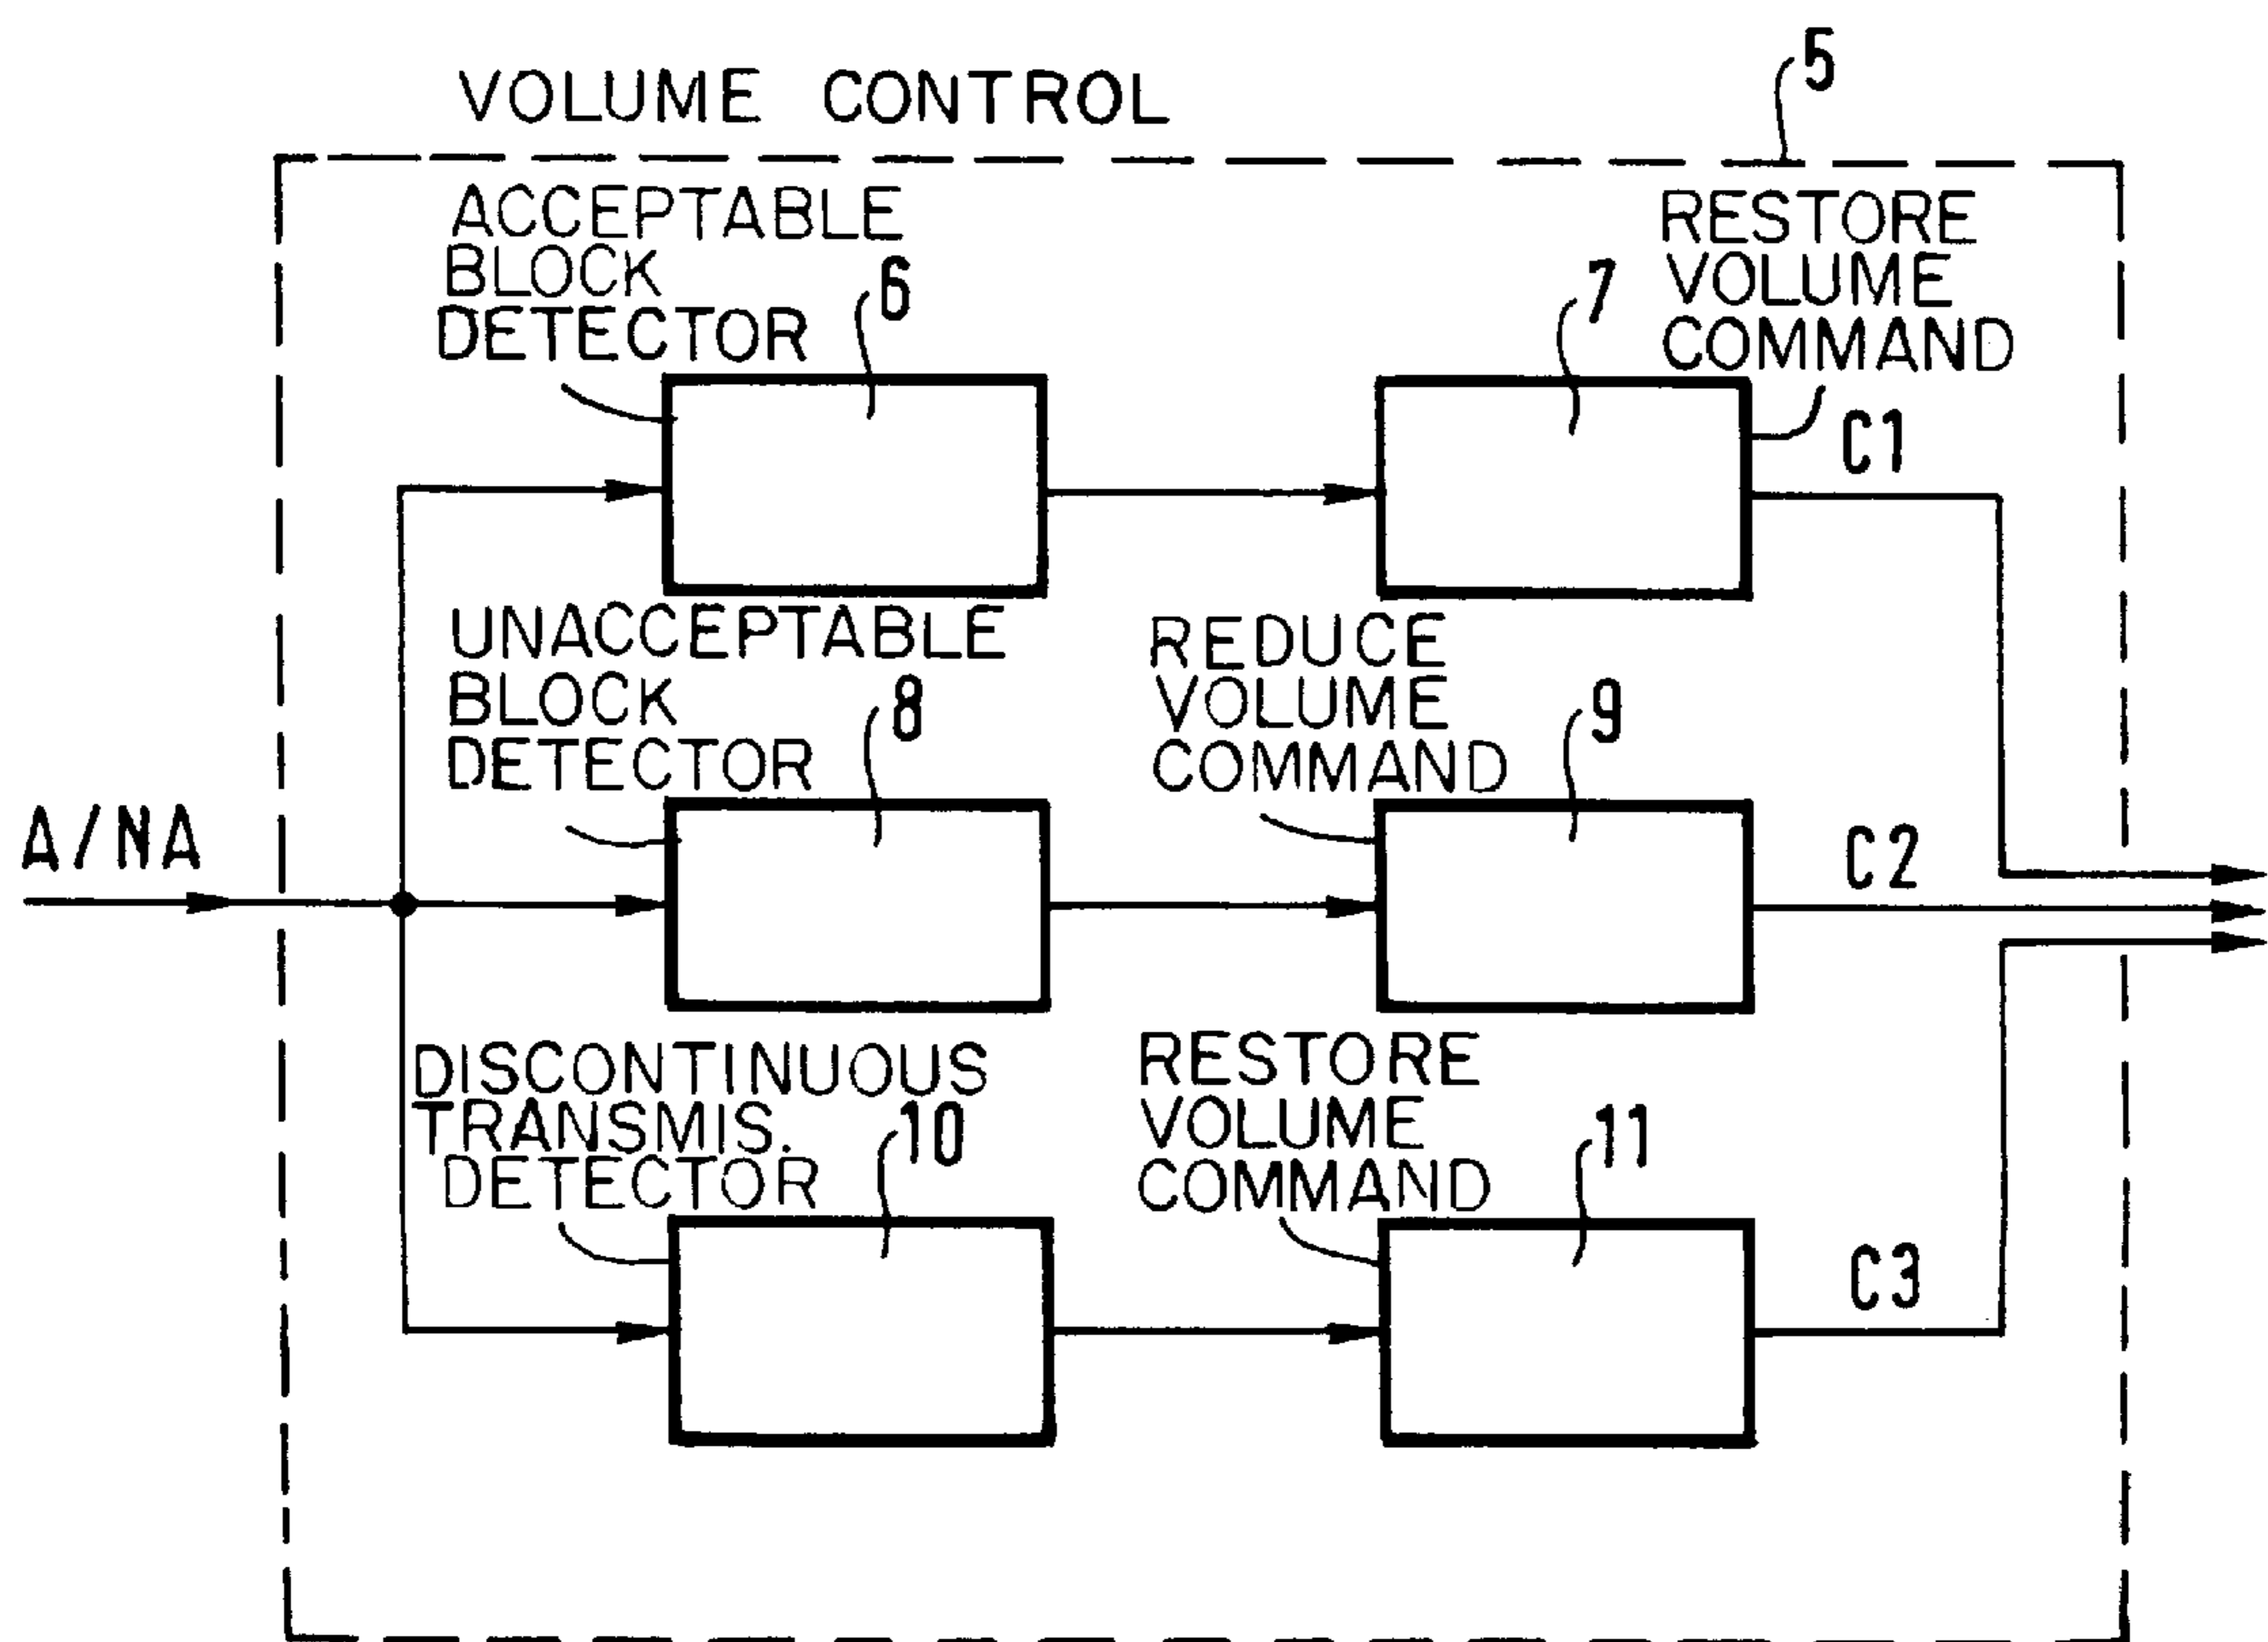 5
VOLUME CONTROL
ACCEPTABLE
BLOCK
DETECTOR
6
7
RESTORE
VOLUME
COMMAND
C1
UNACCEPTABLE
BLOCK
DETECTOR
8
REDUCE
VOLUME
COMMAND
9
A/NA
C2
DISCONTINUOUS
TRANSMIS.
DETECTOR
10
RESTORE
VOLUME
COMMAND
11
C3